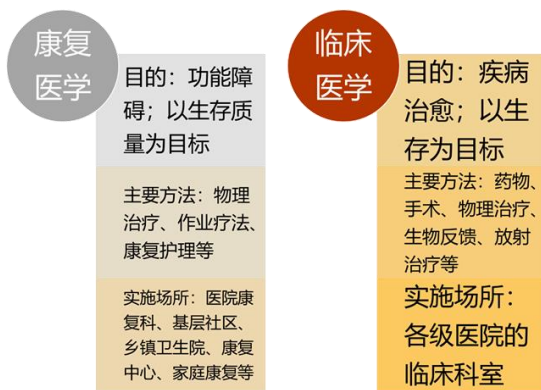 康复
医学
目的：功能障
碍；以生存质
量为目标
主要方法：物理
治疗、作业疗法、
康复护理等
实施场所：医院康
复科、基层社区、
乡镇卫生院、康复
中心、家庭康复等
临床
医学
目的：疾病
治愈；以生
存为目标
主要方法：药物、
手术、物理治疗、
生物反馈、放射
治疗等
实施场所：
各级医院的
临床科室